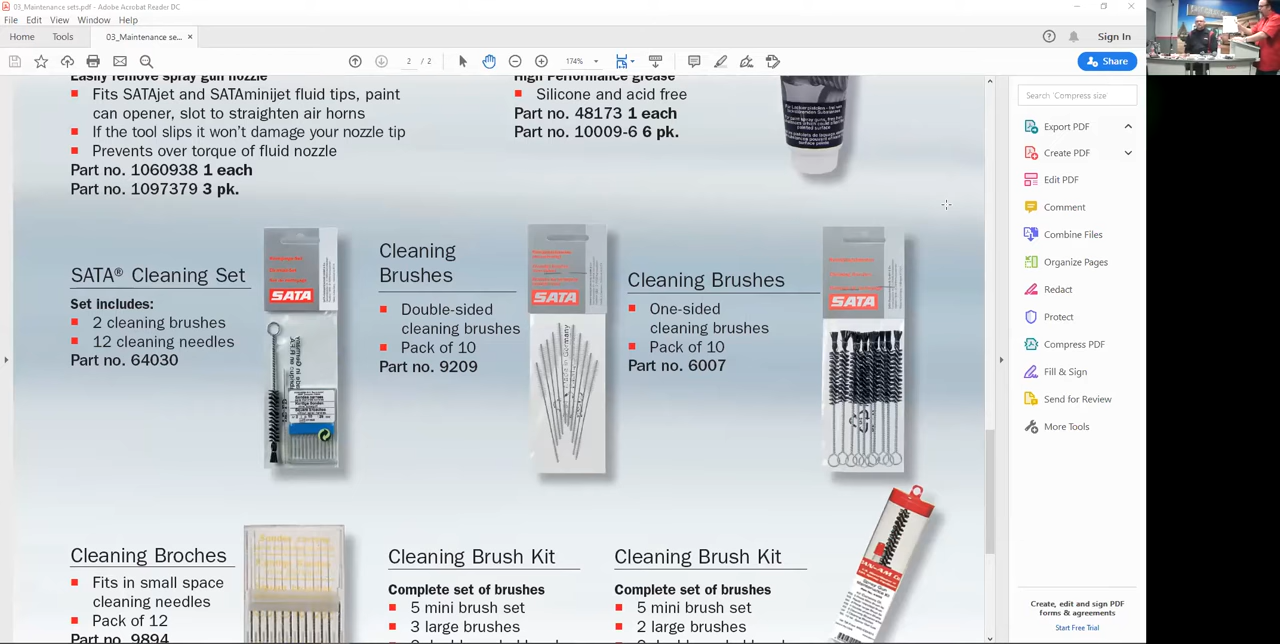 03_Maintenance sets.pdf - Adobe Acrobat Reader DC
File Edit View Window Help
Home Tools 03_Maintenance se... ×
Sign In
2 / 2
174%
Share
Easily remove spray gun nozzle
Fits SATAjet and SATAminijet fluid tips, paint
can opener, slot to straighten air horns
If the tool slips it won't damage your nozzle tip
Prevents over torque of fluid nozzle
Part no. 1060938 1 each
Part no. 1097379 3 pk.
High Performance grease
Silicone and acid free
Part no. 48173 1 each
Part no. 10009-6 6 pk.
SATA® Cleaning Set
Set includes:
2 cleaning brushes
12 cleaning needles
Part no. 64030
SATA
Cleaning
Brushes
Double-sided
cleaning brushes
Pack of 10
Part no. 9209
SATA
Cleaning Brushes
One-sided
cleaning brushes
Pack of 10
Part no. 6007
SATA
Cleaning Broches
Fits in small space
cleaning needles
Pack of 12
Part no. 9894
Cleaning Brush Kit
Complete set of brushes
5 mini brush set
3 large brushes
Cleaning Brush Kit
Complete set of brushes
5 mini brush set
2 large brushes
Search 'Compress size'
Export PDF
Create PDF
Edit PDF
Comment
Combine Files
Organize Pages
Redact
Protect
Compress PDF
Fill & Sign
Send for Review
More Tools
Create, edit and sign PDF
forms & agreements
Start Free Trial